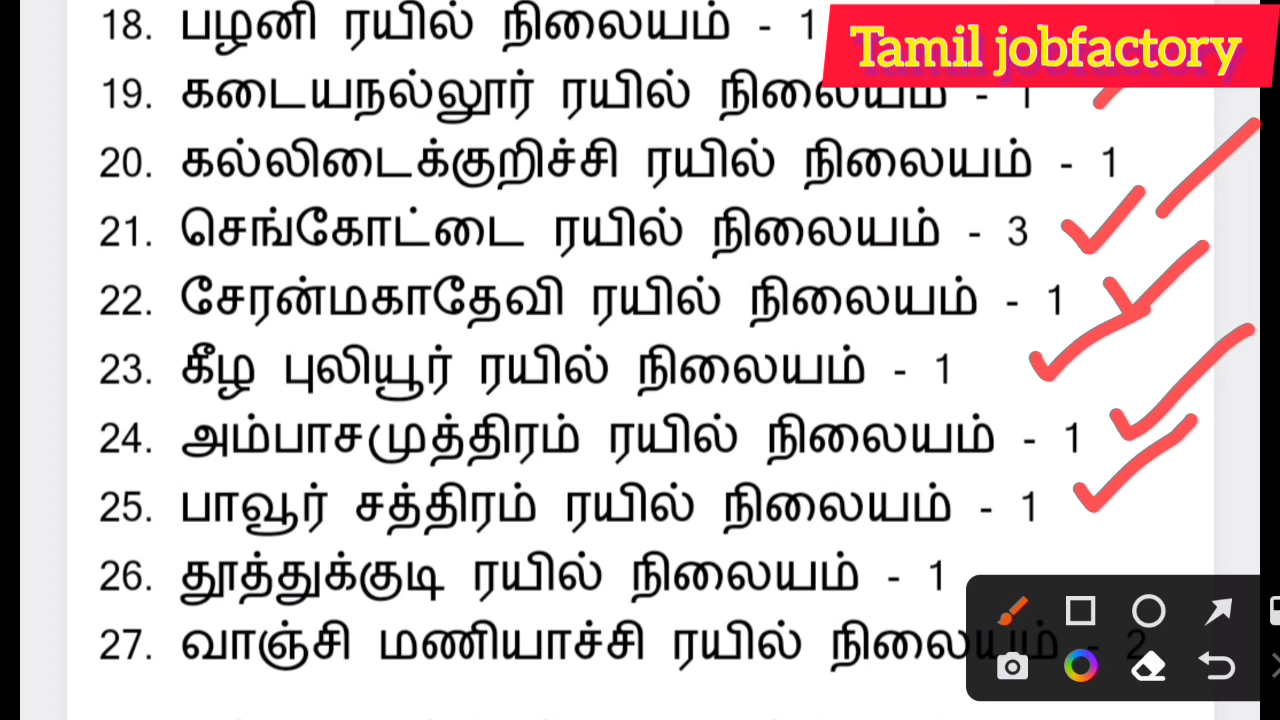 18. பழனி ரயில் நிலையம் - 1
Tamil jobfactory
19. கடையநல்லூர் ரயில் நிலையம் - 1
20. கல்லிடைக்குறிச்சி ரயில் நிலையம் - 1
21. செங்கோட்டை ரயில் நிலையம் - 3
22. சேரன்மகாதேவி ரயில் நிலையம் - 1
23. கீழ புலியூர் ரயில் நிலையம் - 1
24. அம்பாசமுத்திரம் ரயில் நிலையம் - 1
25. பாவூர் சத்திரம் ரயில் நிலையம் - 1
26. தூத்துக்குடி ரயில் நிலையம் - 1
27. வாஞ்சி மணியாச்சி ரயில் நிலையம் - 2